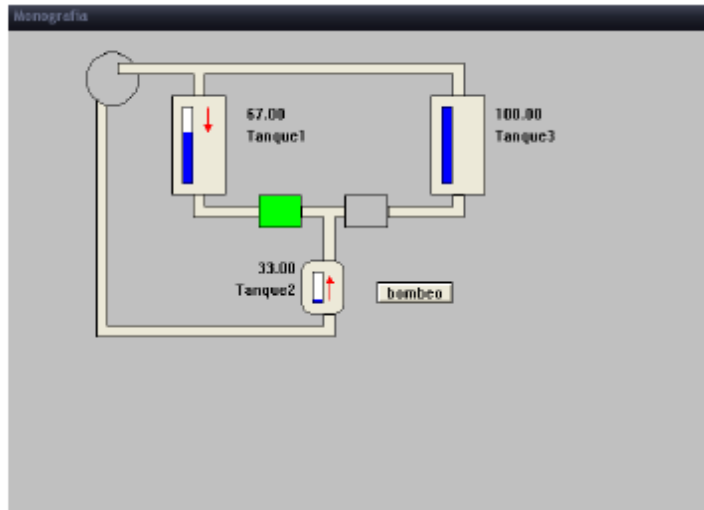 Monografia
67.00
Tanque1
100.00
Tanque3
33.00
Tanque2
bombeo